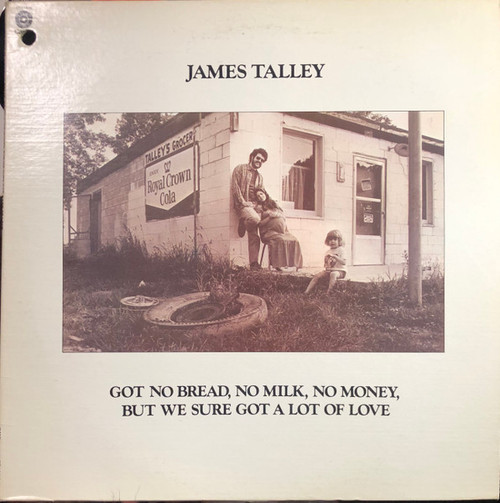 JAMES TALLEY
TALLEY'S GROCERY
Royal Crown
Cola
GOT NO BREAD, NO MILK, NO MONEY,
BUT WE SURE GOT A LOT OF LOVE